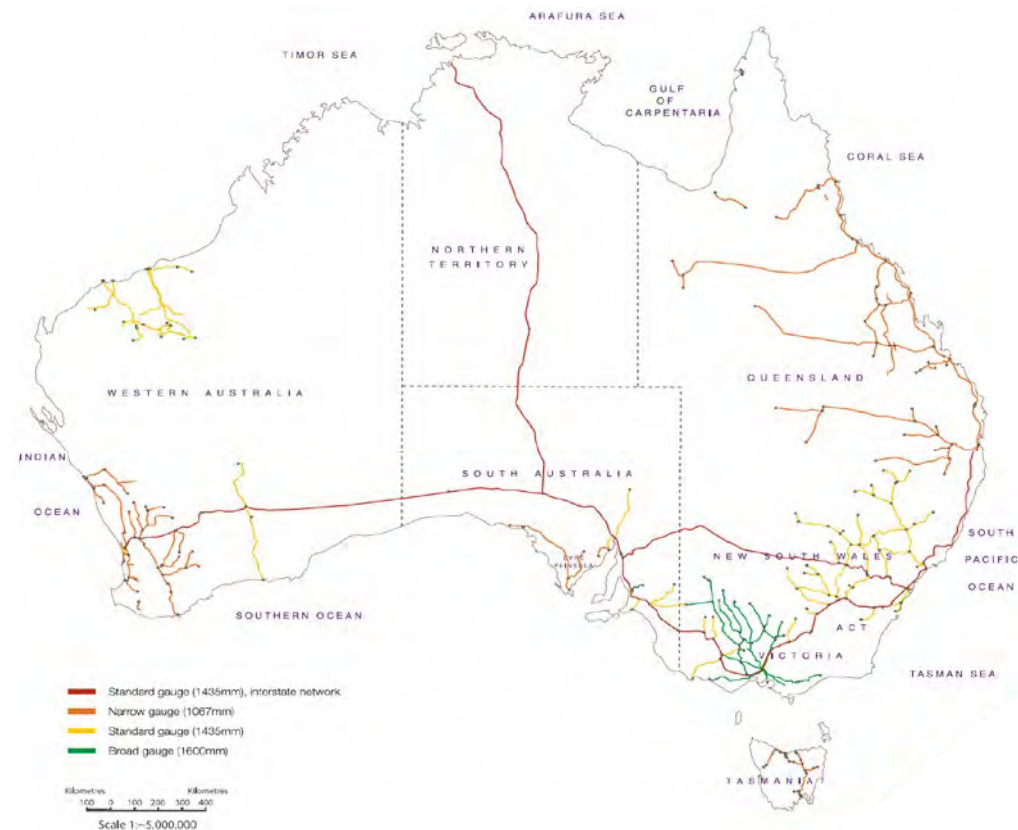 ARAFURA SEA
TIMOR SEA
GULF
OF
CARPENTARIA
CORAL SEA
NORTHERN
TERRITORY
WESTERN AUSTRALIA
QUEENSLAND
INDIAN
OCEAN
SOUTH AUSTRALIA
EYRE
PENINSULA
NEW SOUTH WALES
SOUTH
PACIFIC
OCEAN
SOUTHERN OCEAN
ACT
VICTORIA
TASMAN SEA
Standard gauge (1435mm), interstate network
Narrow gauge (1067mm)
Standard gauge (1435mm)
Broad gauge (1600mm)
TASMANIA
Kilometres Kilometres
100 0 100 200 300 400
Scale 1:~5,000,000